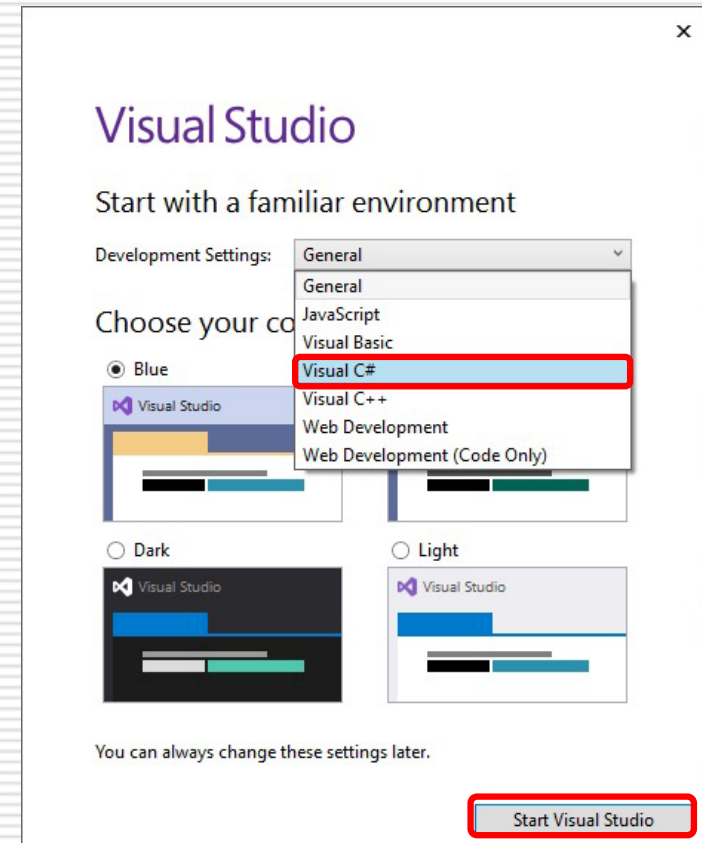 Visual Studio
Start with a familiar environment
Development Settings: General
General
JavaScript
Visual Basic
Visual C#
Visual C++
Web Development
Web Development (Code Only)
Choose your co
Blue
Visual Studio
Dark
Light
Visual Studio
Visual Studio
You can always change these settings later.
Start Visual Studio